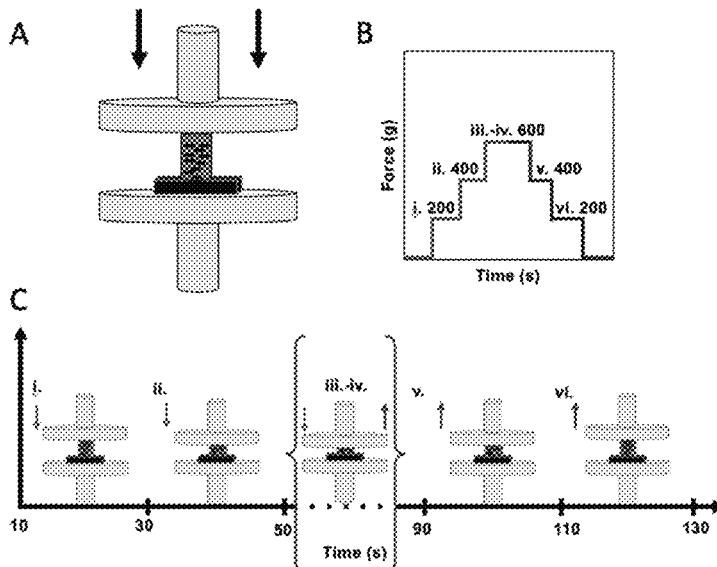 A
B
iii.-iv. 600
ii. 400
v. 400
i. 200
vi. 200
Force (g)
Time (s)
C
i.
ii.
iii.-iv.
v.
vi.
10
30
50
90
110
130
Time (s)